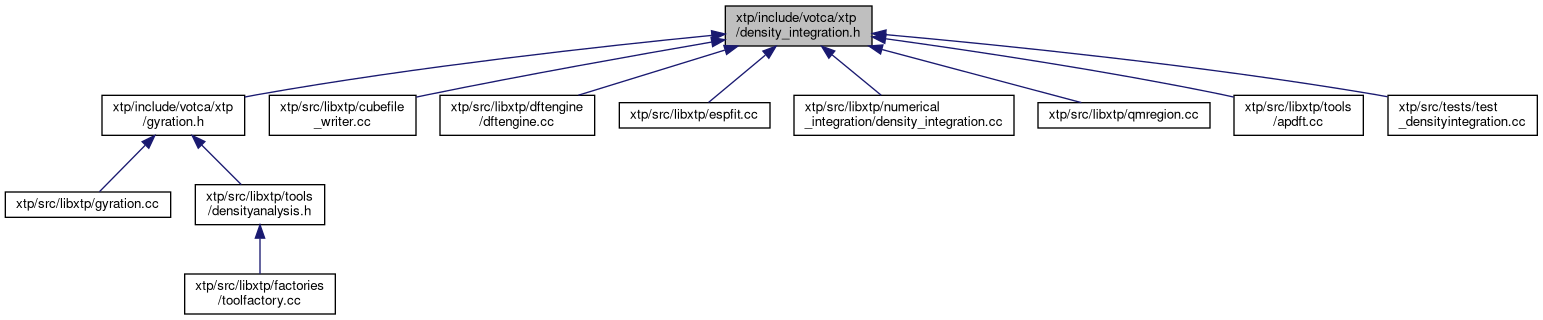 xtp/include/votca/xtp
/density_integration.h
xtp/include/votca/xtp
/gyration.h
xtp/src/libxtp/cubefile
_writer.cc
xtp/src/libxtp/dftengine
/dftengine.cc
xtp/src/libxtp/espfit.cc
xtp/src/libxtp/numerical
_integration/density_integration.cc
xtp/src/libxtp/qmregion.cc
xtp/src/libxtp/tools
/apdft.cc
xtp/src/tests/test
_densityintegration.cc
xtp/src/libxtp/gyration.cc
xtp/src/libxtp/tools
/densityanalysis.h
xtp/src/libxtp/factories
/toolfactory.cc